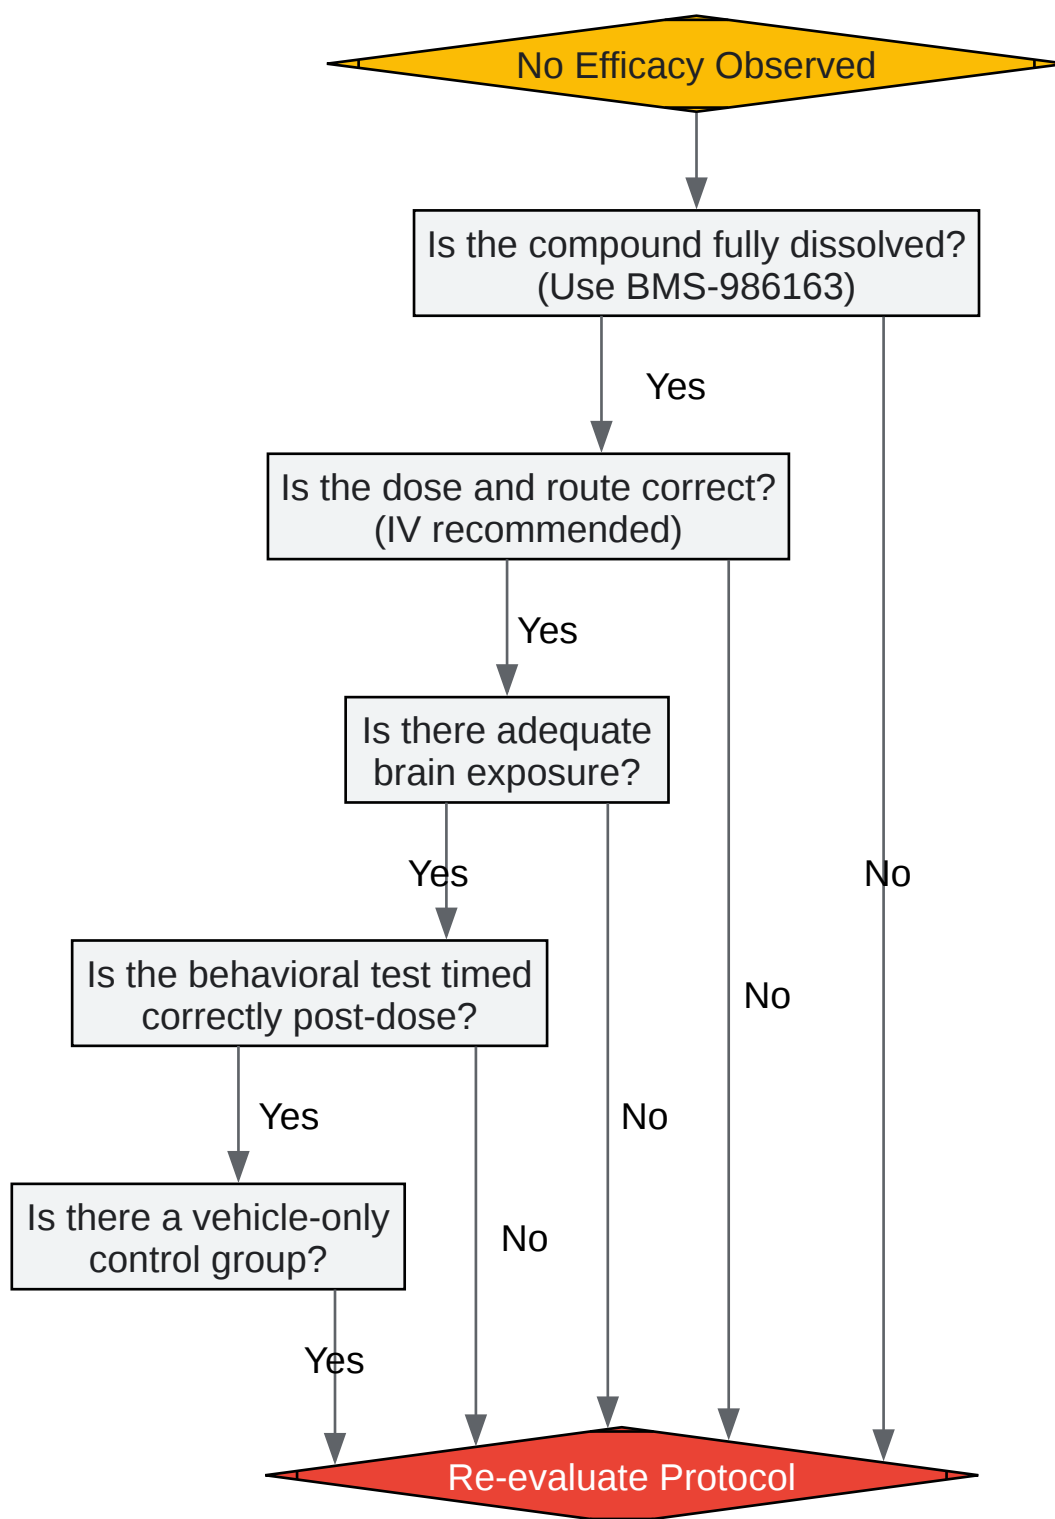 No Efficacy Observed
Is the compound fully dissolved?
(Use BMS-986163)
Yes
Is the dose and route correct?
(IV recommended)
Yes
Is there adequate
brain exposure?
Yes
No
Is the behavioral test timed
correctly post-dose?
No
Yes
No
Is there a vehicle-only
control group?
No
Yes
Re-evaluate Protocol